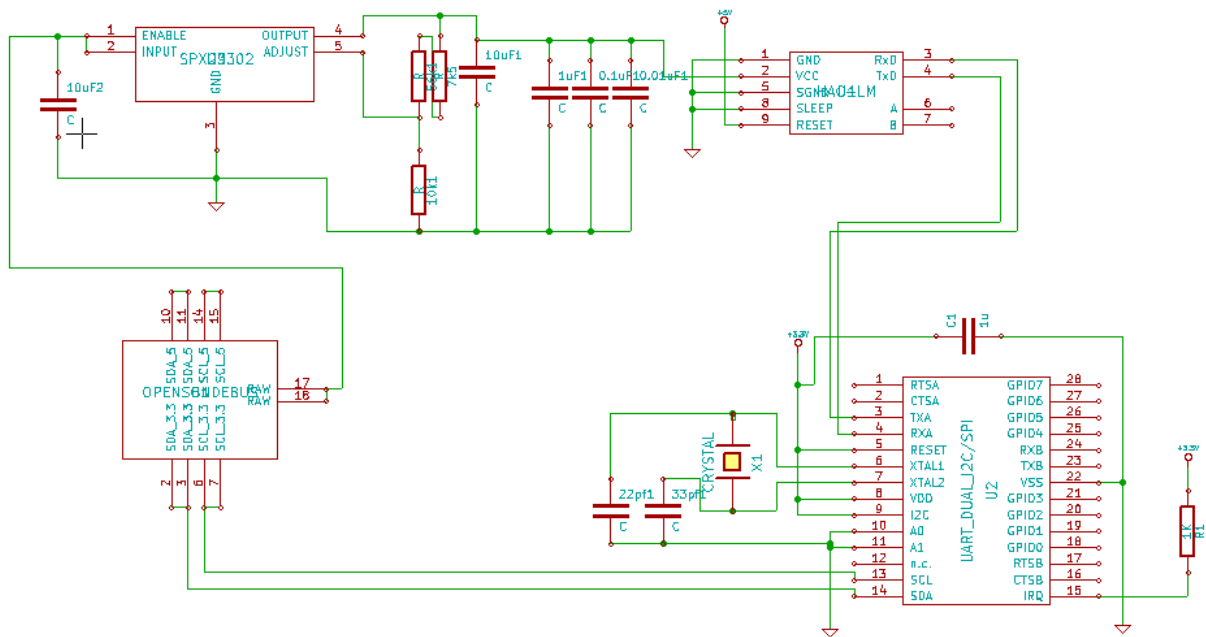 1 ENABLE
2 INPUT
OUTPUT 4
ADJUST 5
GND
3
10uF2
C
R
R
7k5
R
10k1
10uF1
C
1uF1
C
0.1uF1
C
0.01uF1
C
1 GND
2 VCC
5
8 SLEEP
9 RESET
RxD 3
TxD 4
A 6
B 7
10 11 14 15
SDA_5 SDA_5 SCL_5 SCL_5
RAW 17
RAW 16
SDA_3.3 SDA_3.3 SCL_3.3 SCL_3.3
2 3 6 7
C1
1u
+3.3V
CRYSTAL
X1
22pf1
C
33pf1
C
1 RTSA
2 CTSA
3 TXA
4 RXA
5 RESET
6 XTAL1
7 XTAL2
8 VDD
9 I2C
10 A0
11 A1
12 n.c.
13 SCL
14 SDA
UART_DUAL_I2C/SPI
U2
GPIO7 28
GPIO6 27
GPIO5 26
GPIO4 25
RXB 24
TXB 23
VSS 22
GPIO3 21
GPIO2 20
GPIO1 19
GPIO0 18
RTSB 17
CTSB 16
IRQ 15
+3.3V
1K
R1